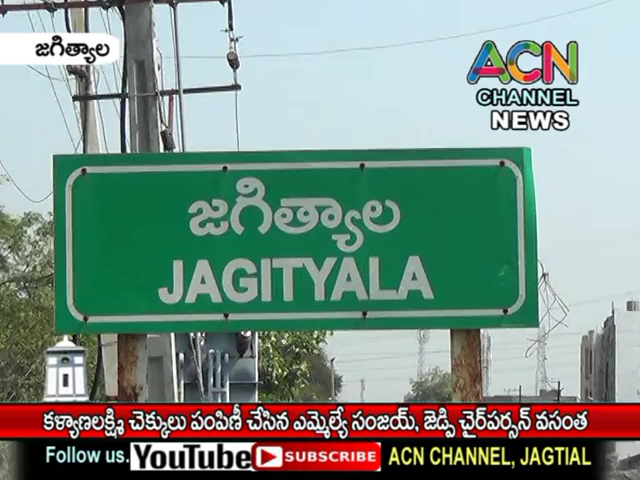 జగిత్యాల
ACN
CHANNEL
NEWS
జగిత్యాల
JAGITYALA
కళ్యాణలక్ష్మి చెక్కులు పంపిణీ చేసిన ఎమ్మెల్యే సంజయ్, జెడ్పి చైర్‌పర్సన్ వసంత
Follow us. YouTube SUBSCRIBE ACN CHANNEL, JAGTIAL